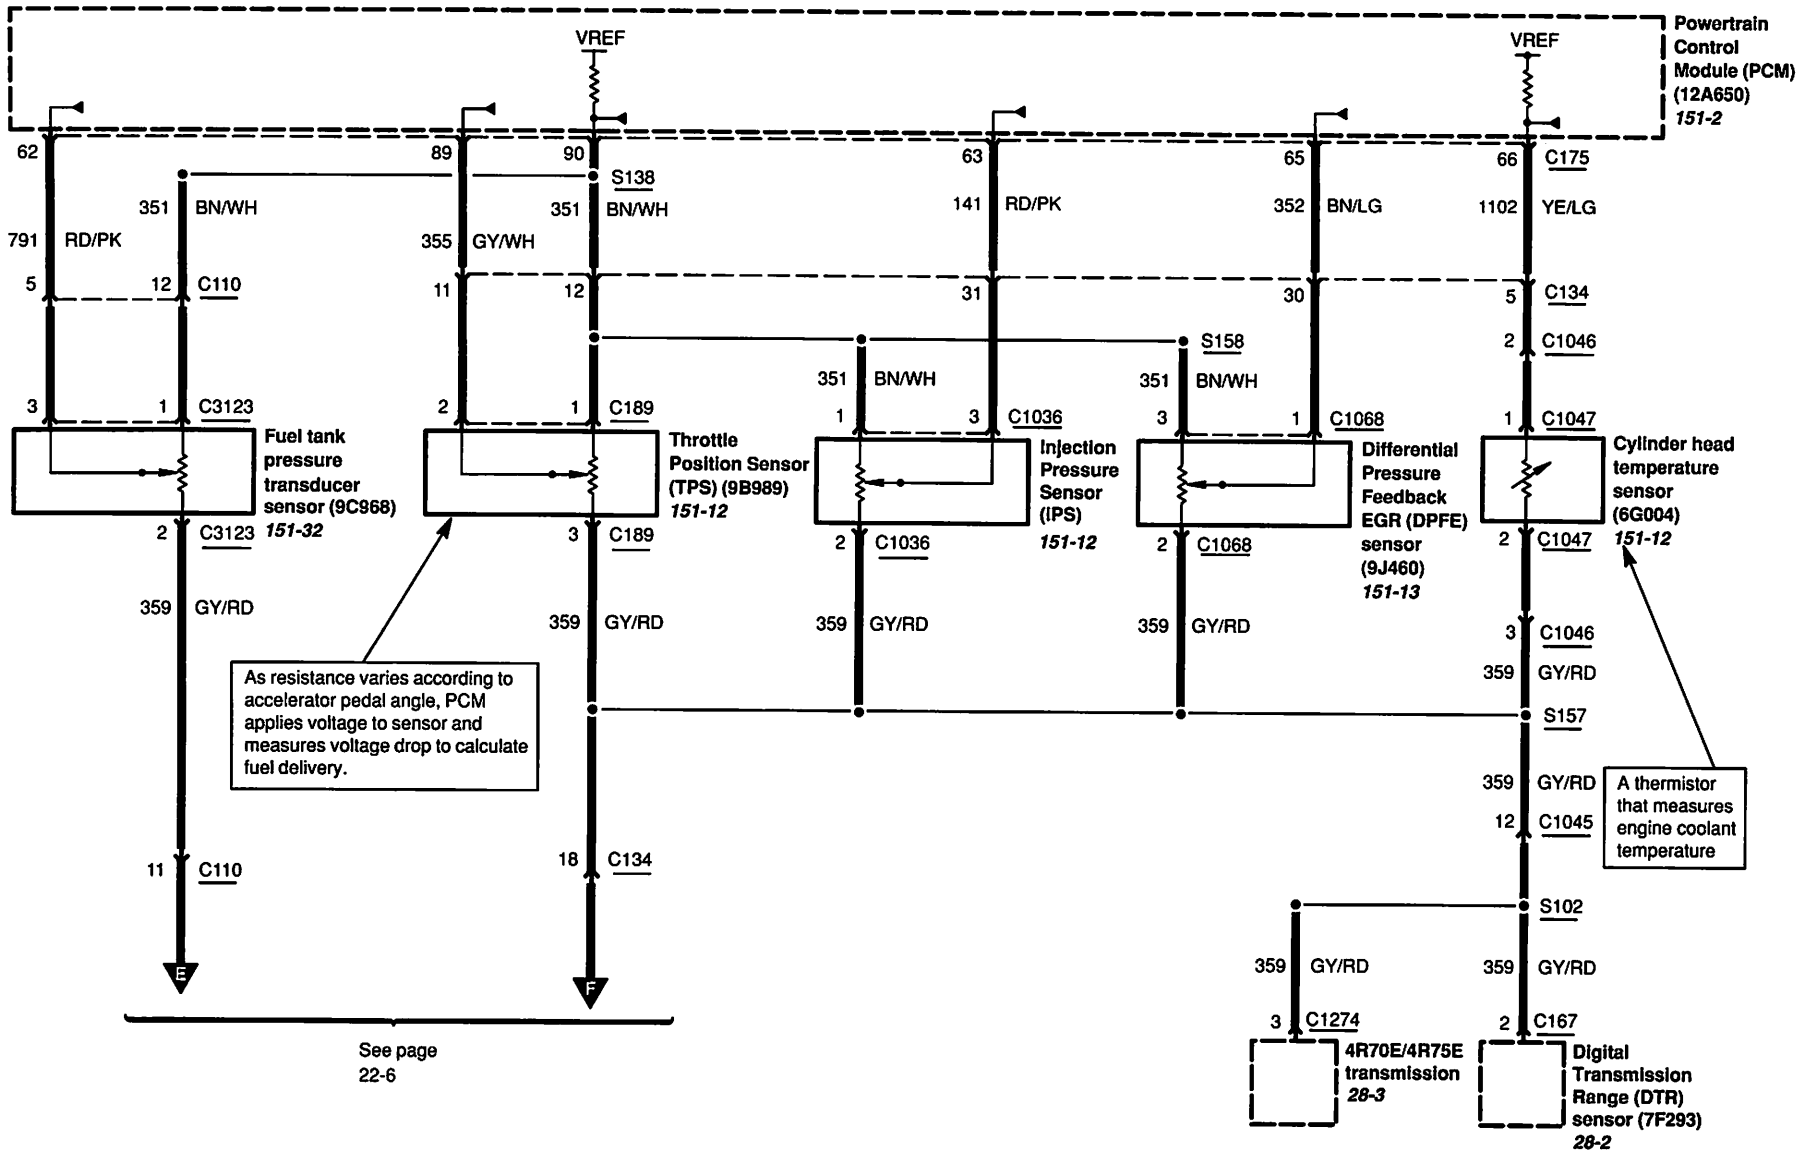 VREF
VREF
Powertrain
Control
Module (PCM)
(12A650)
151-2
62
89
90
63
65
66
C175
S138
351
BN/WH
351
BN/WH
141
RD/PK
352
BN/LG
1102
YE/LG
791
RD/PK
355
GY/WH
5
12
C110
11
12
31
30
5
C134
2
C1046
S158
351
BN/WH
351
BN/WH
3
1
C3123
2
1
C189
1
3
C1036
3
1
C1068
1
C1047
Fuel tank
pressure
transducer
sensor (9C968)
151-32
Throttle
Position Sensor
(TPS) (9B989)
151-12
Injection
Pressure
Sensor
(IPS)
151-12
Differential
Pressure
Feedback
EGR (DPFE)
sensor
(9J460)
151-13
Cylinder head
temperature
sensor
(6G004)
151-12
2
C3123
3
C189
2
C1036
2
C1068
2
C1047
359
GY/RD
359
GY/RD
359
GY/RD
359
GY/RD
3
C1046
359
GY/RD
As resistance varies according to
accelerator pedal angle, PCM
applies voltage to sensor and
measures voltage drop to calculate
fuel delivery.
S157
359
GY/RD
A thermistor
that measures
engine coolant
temperature
12
C1045
11
C110
18
C134
S102
E
F
359
GY/RD
359
GY/RD
See page
22-6
3
C1274
2
C167
4R70E/4R75E
transmission
28-3
Digital
Transmission
Range (DTR)
sensor (7F293)
28-2